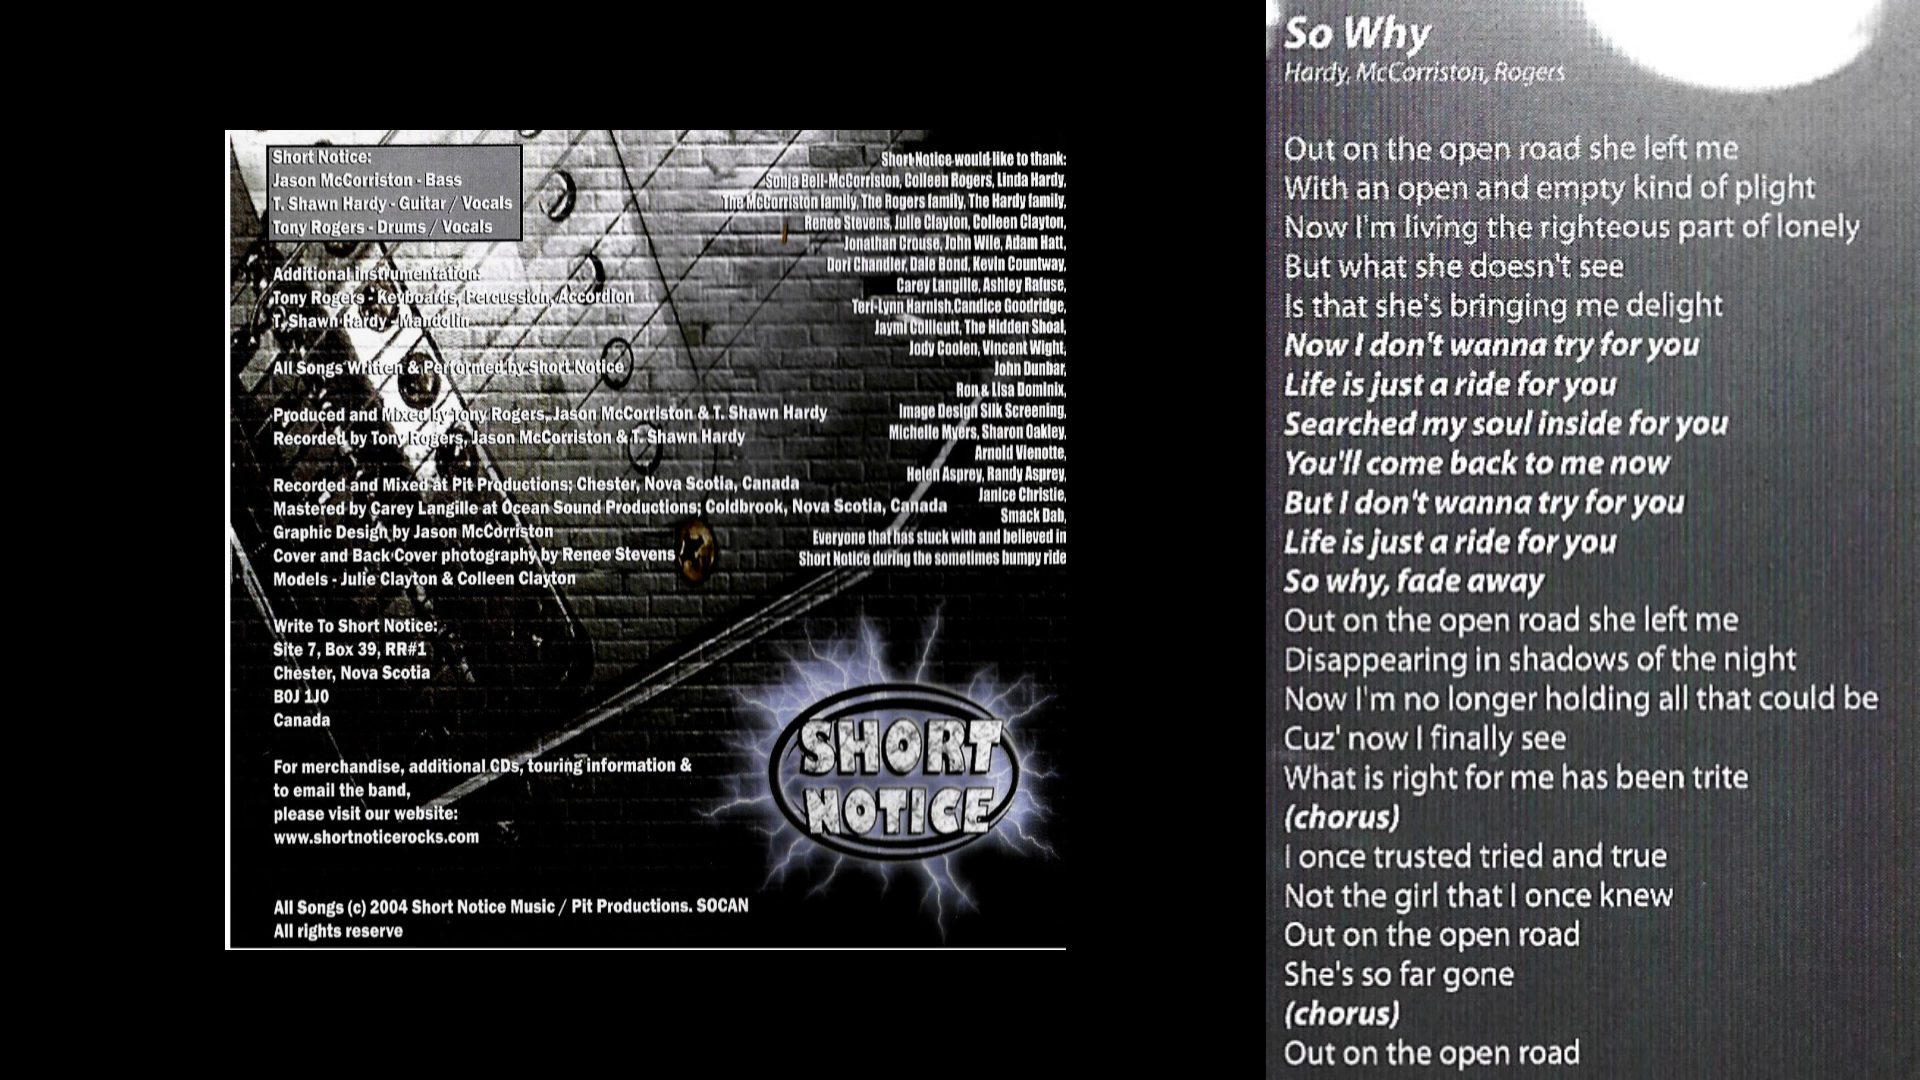 Short Notice:
Jason McCorriston - Bass
T. Shawn Hardy - Guitar / Vocals
Tony Rogers - Drums / Vocals
Additional instrumentation:
Tony Rogers - Keyboards, Percussion, Accordion
T. Shawn Hardy - Mandolin
All Songs Written & Performed by Short Notice
Produced and Mixed by Tony Rogers, Jason McCorriston & T. Shawn Hardy
Recorded by Tony Rogers, Jason McCorriston & T. Shawn Hardy
Recorded and Mixed at Pit Productions; Chester, Nova Scotia, Canada
Mastered by Carey Langille at Ocean Sound Productions; Coldbrook, Nova Scotia, Canada
Graphic Design by Jason McCorriston
Cover and Back Cover photography by Renee Stevens
Models - Julie Clayton & Colleen Clayton
Write To Short Notice:
Site 7, Box 39, RR#1
Chester, Nova Scotia
B0J 1J0
Canada
For merchandise, additional CDs, touring information &
to email the band,
please visit our website:
www.shortnoticerocks.com
All Songs (c) 2004 Short Notice Music / Pit Productions. SOCAN
All rights reserve
Short Notice would like to thank:
Sonja Bell-McCorriston, Colleen Rogers, Linda Hardy,
The McCorriston family, The Rogers family, The Hardy family,
Renee Stevens, Julie Clayton, Colleen Clayton,
Jonathan Crouse, John Wile, Adam Hatt,
Dori Chandler, Dale Bond, Kevin Countway,
Carey Langille, Ashley Rafuse,
Teri-Lynn Harnish,Candice Goodridge,
Jaymi Collicutt, The Hidden Shoal,
Jody Coolen, Vincent Wight,
John Dunbar,
Ron & Lisa Dominix,
Image Design Silk Screening,
Michelle Myers, Sharon Oakley,
Arnold Vienotte,
Helen Asprey, Randy Asprey,
Janice Christie,
Smack Dab,
Everyone that has stuck with and believed in
Short Notice during the sometimes bumpy ride
SHORT
NOTICE
So Why
Hardy, McCorriston, Rogers
Out on the open road she left me
With an open and empty kind of plight
Now I'm living the righteous part of lonely
But what she doesn't see
Is that she's bringing me delight
Now I don't wanna try for you
Life is just a ride for you
Searched my soul inside for you
You'll come back to me now
But I don't wanna try for you
Life is just a ride for you
So why, fade away
Out on the open road she left me
Disappearing in shadows of the night
Now I'm no longer holding all that could be
Cuz' now I finally see
What is right for me has been trite
(chorus)
I once trusted tried and true
Not the girl that I once knew
Out on the open road
She's so far gone
(chorus)
Out on the open road